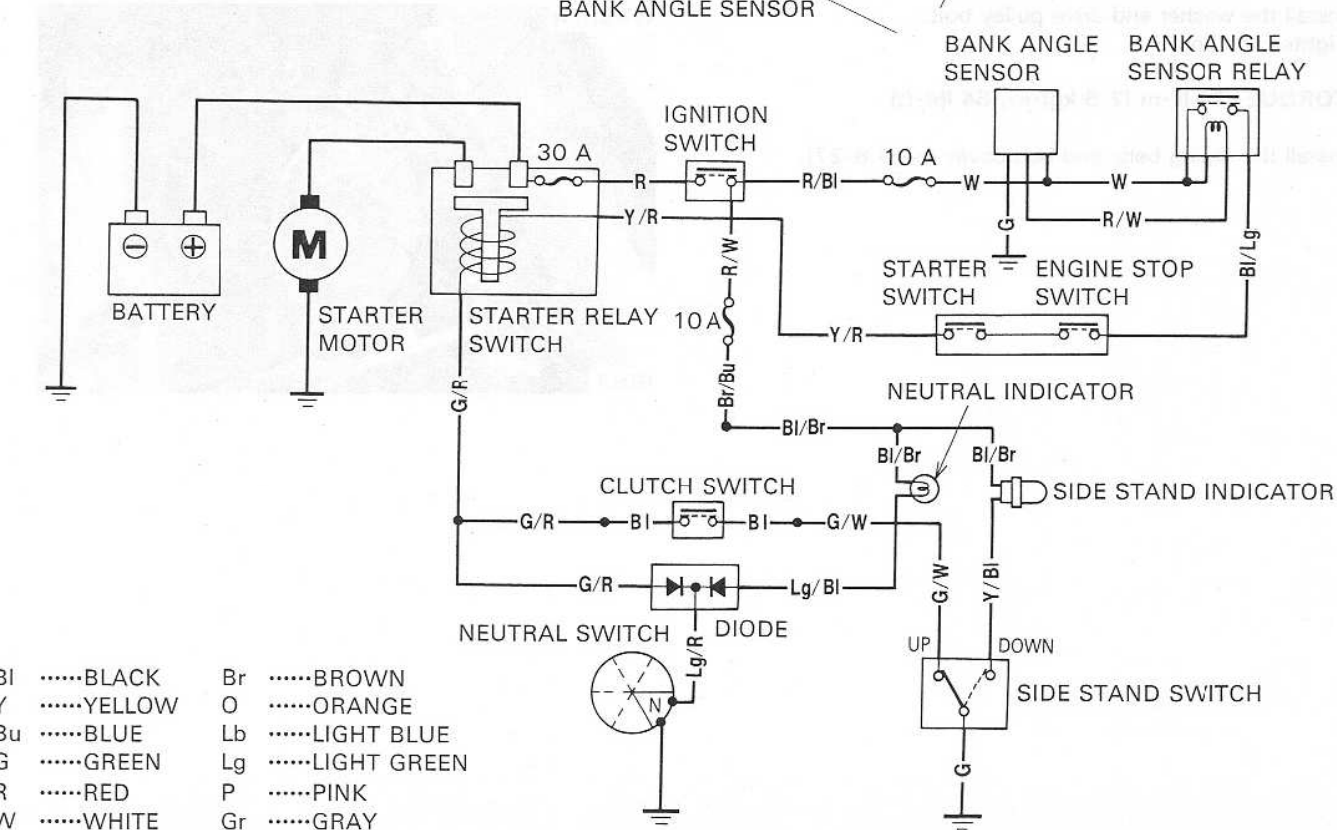 BANK ANGLE SENSOR
BANK ANGLE SENSOR
BANK ANGLE SENSOR RELAY
IGNITION SWITCH
30 A
10 A
R
R/Bl
W
W
R/W
G
Bl/Lg
Y/R
R/W
M
BATTERY
STARTER MOTOR
STARTER RELAY SWITCH
10 A
STARTER SWITCH
ENGINE STOP SWITCH
Y/R
G/R
Br/Bu
NEUTRAL INDICATOR
Bl/Br
Bl/Br
Bl/Br
SIDE STAND INDICATOR
CLUTCH SWITCH
G/R
Bl
Bl
G/W
G/R
Lg/Bl
G/W
Y/Bl
DIODE
NEUTRAL SWITCH
Lg/R
N
UP
DOWN
SIDE STAND SWITCH
G
Bl ······BLACK Br ······BROWN
Y ······YELLOW O ······ORANGE
Bu ······BLUE Lb ······LIGHT BLUE
G ······GREEN Lg ······LIGHT GREEN
R ······RED P ······PINK
W ······WHITE Gr ······GRAY